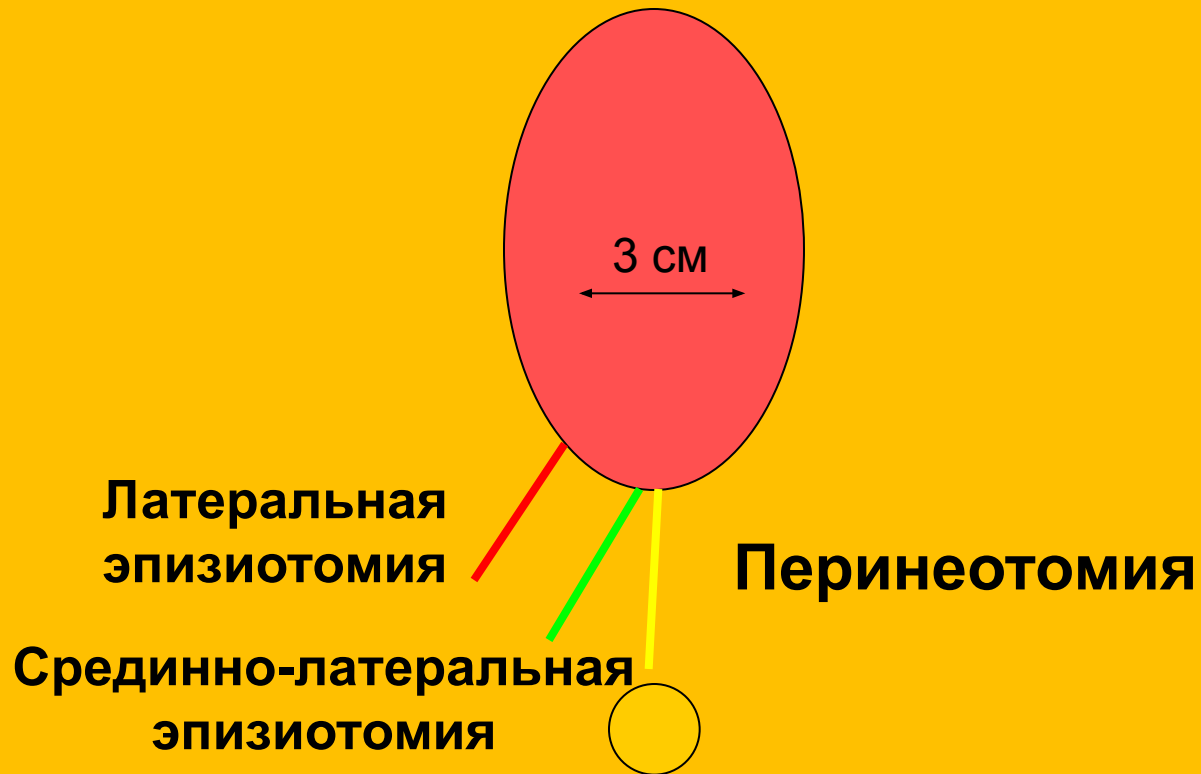 3 см
Латеральная
эпизиотомия
Перинеотомия
Срединно-латеральная
эпизиотомия